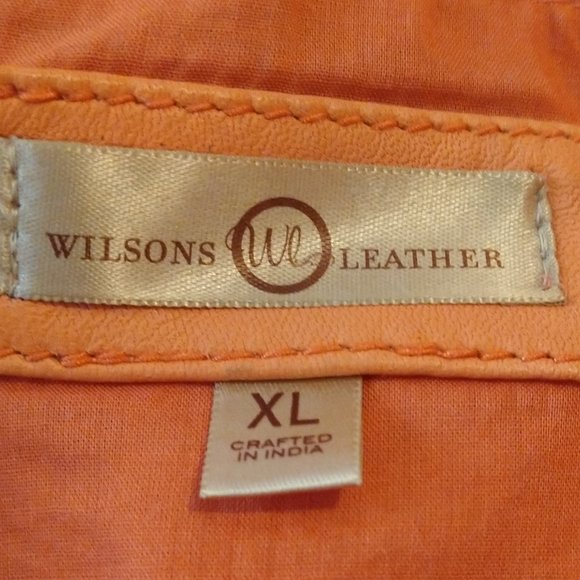 WILSONS Wl LEATHER
XL
CRAFTED
IN INDIA